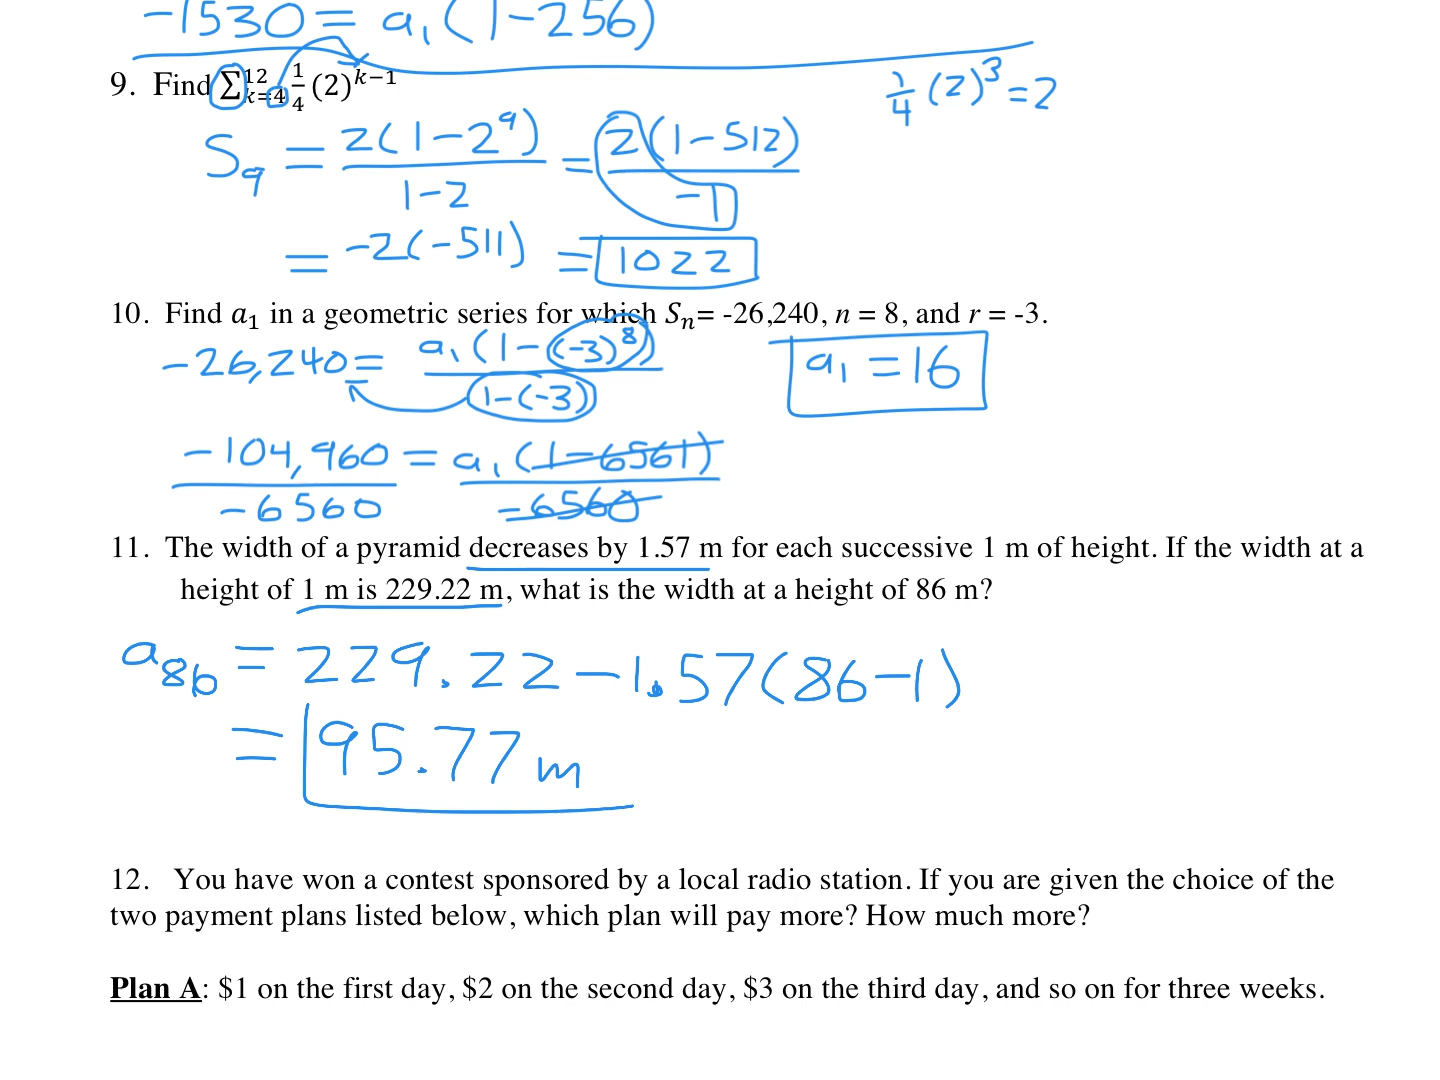 -1530 = a₁(1-256)
9. Find ∑_{k=4}^{12} 1/4 (2)^{k-1}
1/4 (2)³ = 2
S₉ = 2(1-2⁹)/(1-2) = 2(1-512)/(-1)
= -2(-511) = 1022
10. Find a₁ in a geometric series for which Sₙ= -26,240, n = 8, and r = -3.
-26,240 = a₁(1-(-3)⁸)/(1-(-3))
a₁ = 16
-104,960/-6560 = a₁(1-6561)/-6560
11. The width of a pyramid decreases by 1.57 m for each successive 1 m of height. If the width at a
height of 1 m is 229.22 m, what is the width at a height of 86 m?
a₈₆ = 229.22 - 1.57(86-1)
= 95.77 m
12. You have won a contest sponsored by a local radio station. If you are given the choice of the
two payment plans listed below, which plan will pay more? How much more?
Plan A: $1 on the first day, $2 on the second day, $3 on the third day, and so on for three weeks.